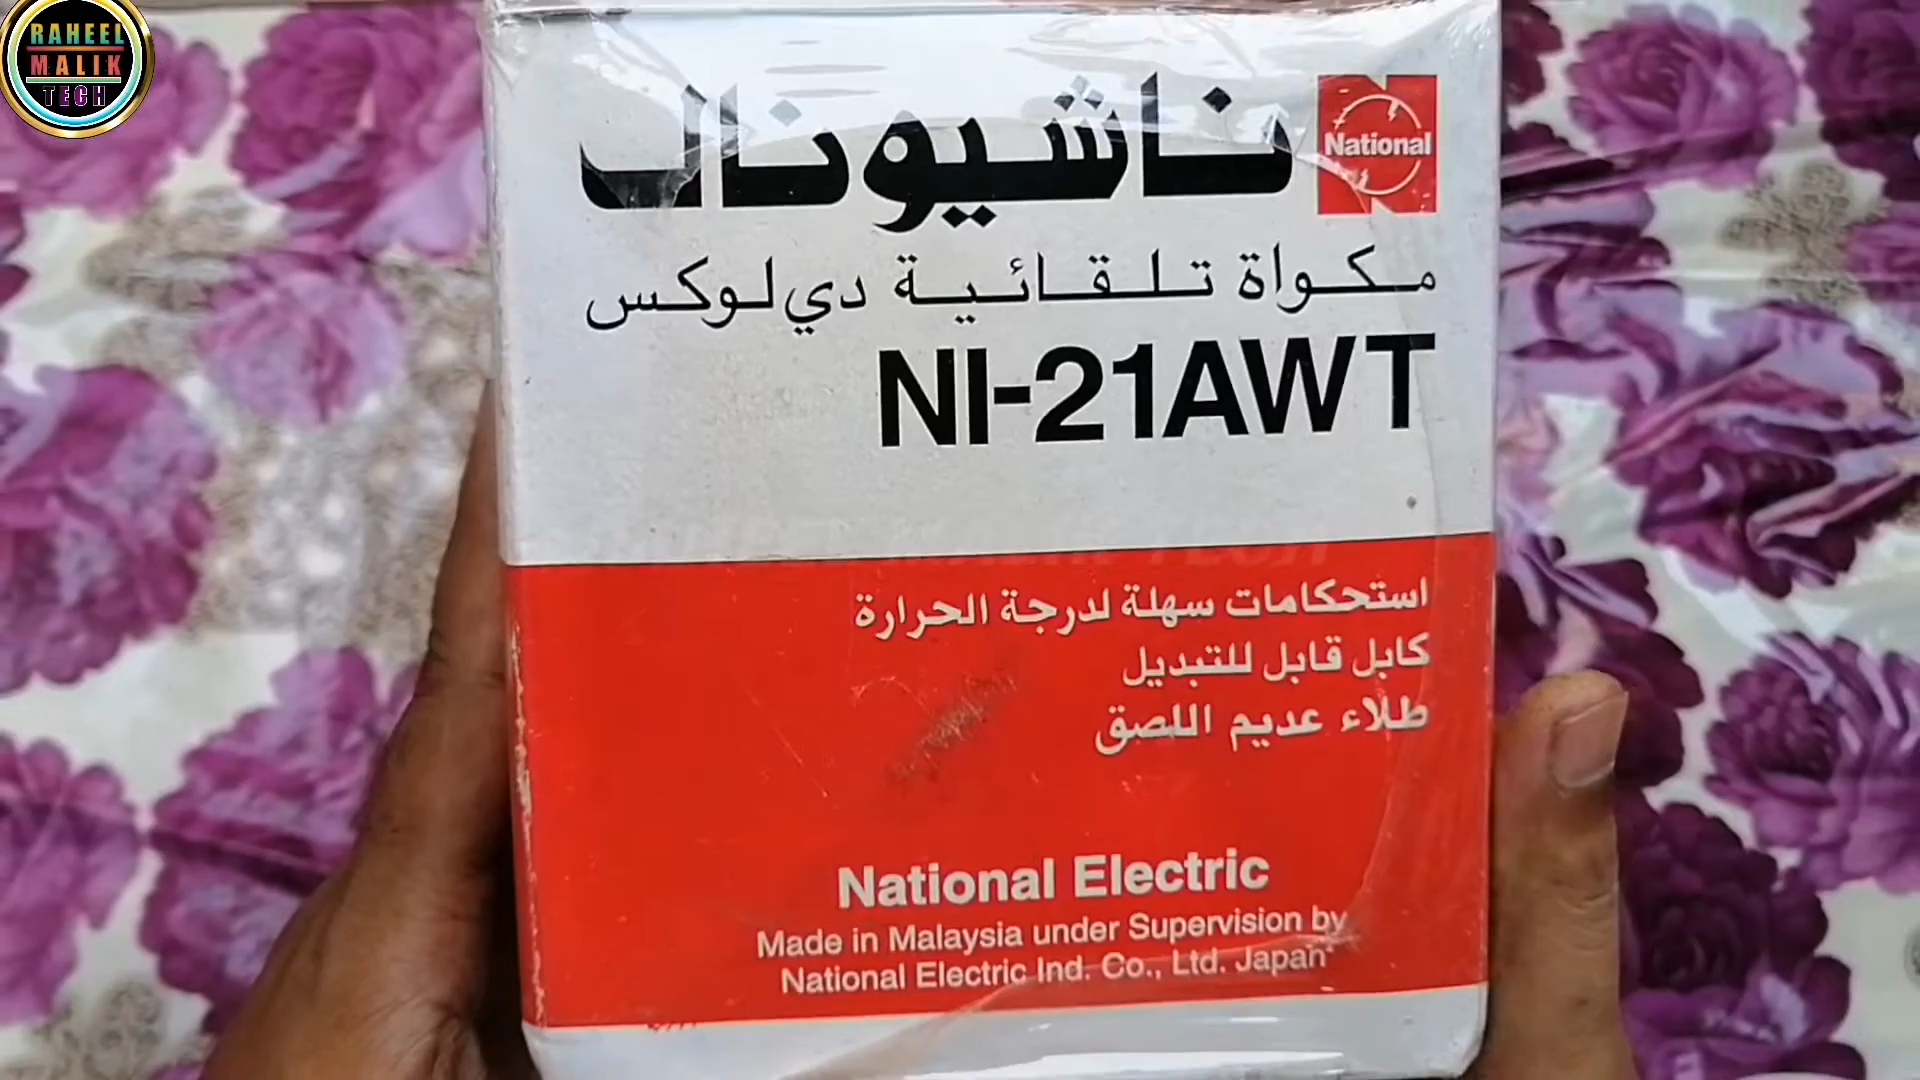 RAHEEL
MALIK
TECH
ناشيونال
National
مكواة تلقائية دي لوكس
NI-21AWT
استحكامات سهلة لدرجة الحرارة
كابل قابل للتبديل
طلاء عديم اللصق
National Electric
Made in Malaysia under Supervision by
National Electric Ind. Co., Ltd. Japan